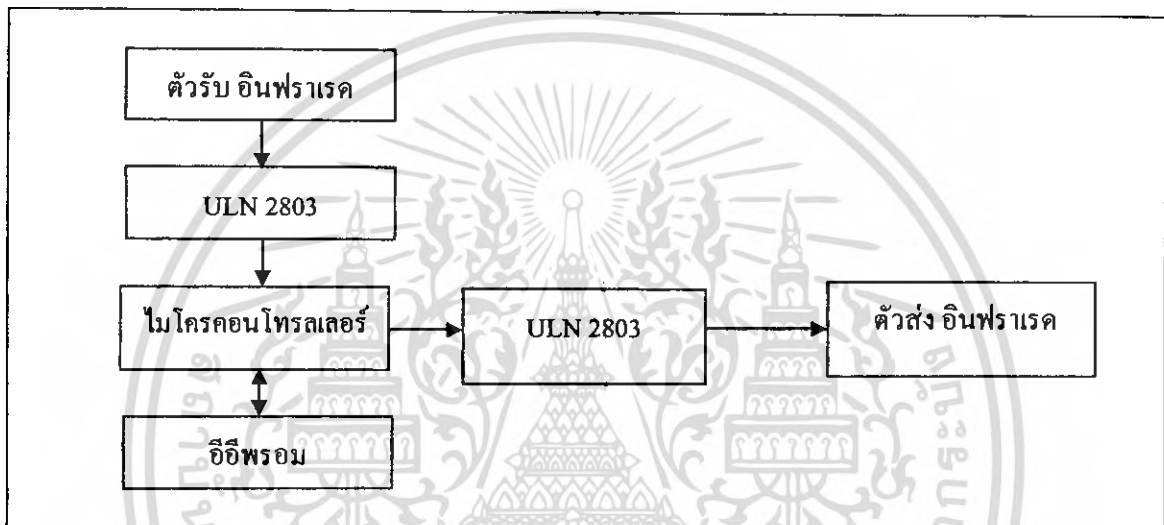 ตัวรับ อินฟราเรด
ULN 2803
ไมโครคอนโทรลเลอร์
ULN 2803
ตัวส่ง อินฟราเรด
อีอีพรอม